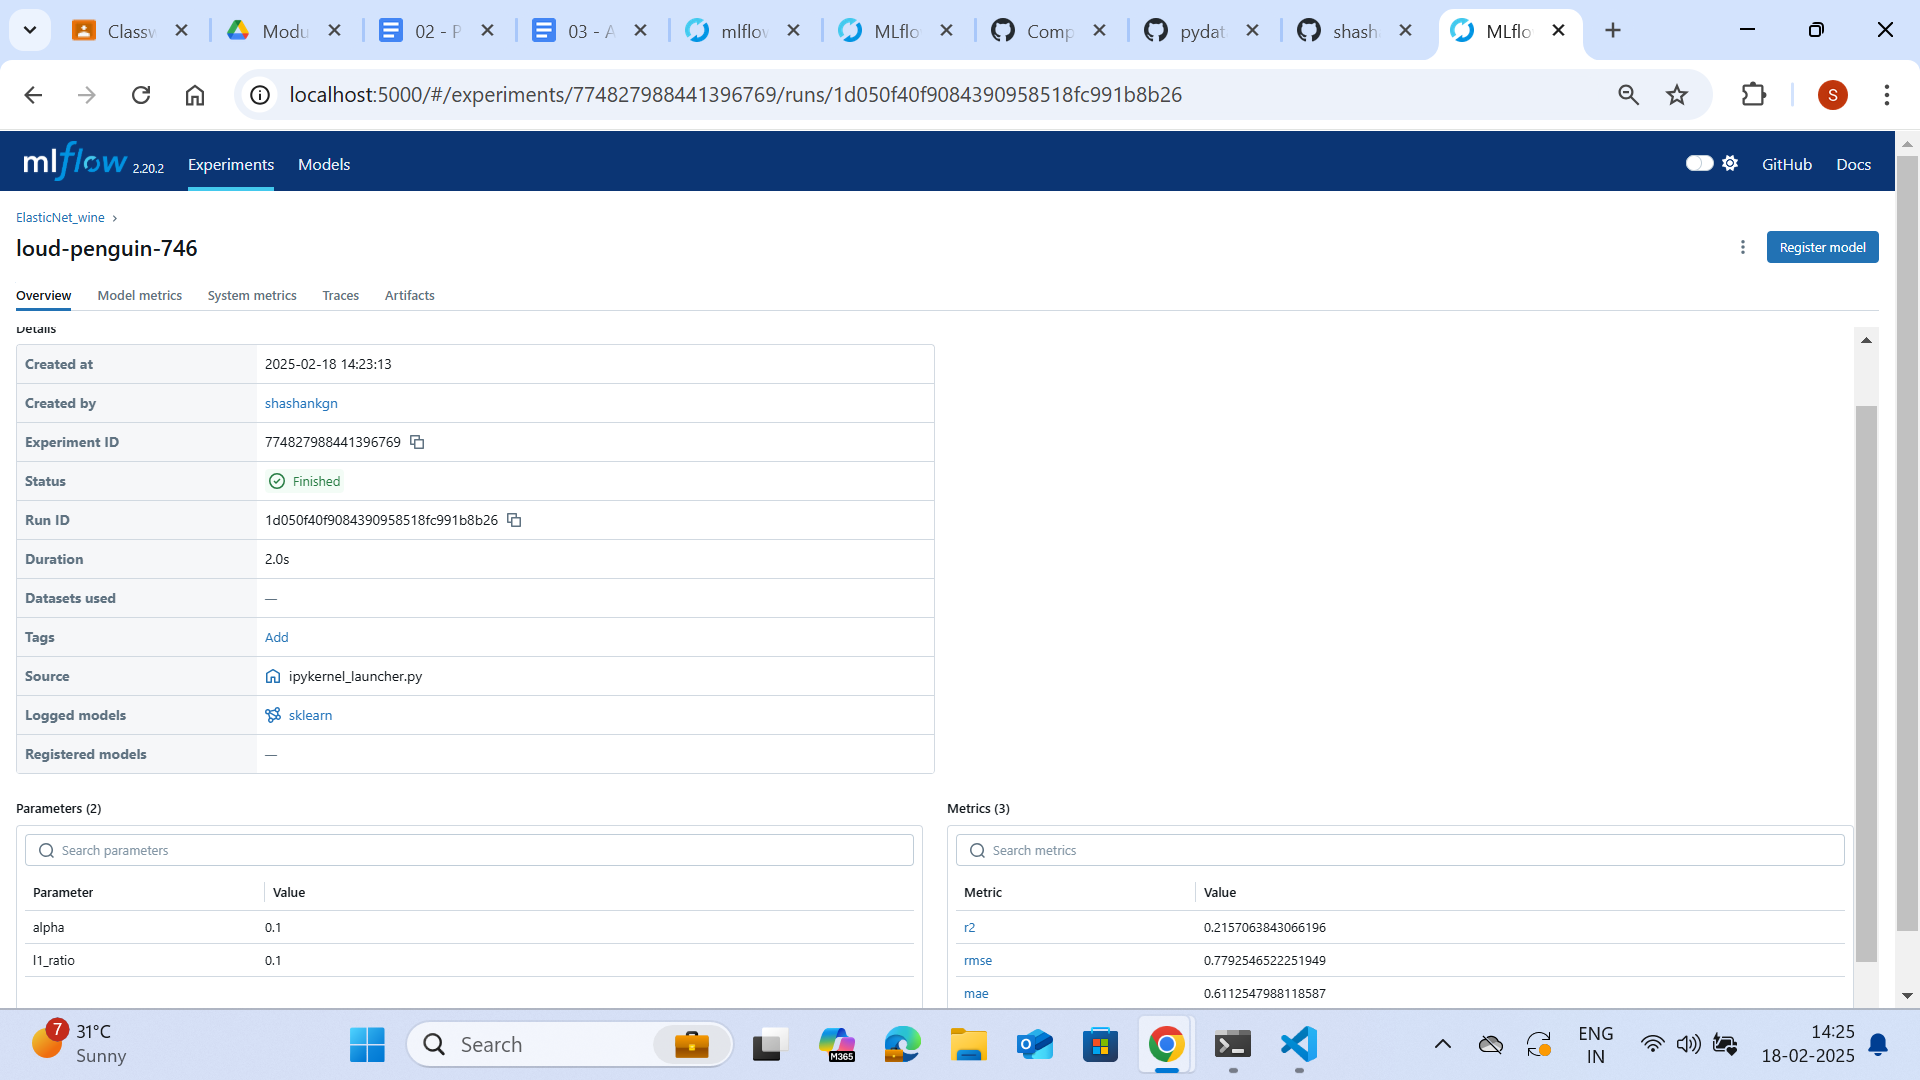 Classw
Modu
02 - P
03 - A
mlflow
MLflo
Comp
pydat
shash
MLflo
localhost:5000/#/experiments/774827988441396769/runs/1d050f40f9084390958518fc991b8b26
S
mlflow 2.20.2 Experiments Models GitHub Docs
ElasticNet_wine
loud-penguin-746
Register model
Overview Model metrics System metrics Traces Artifacts
Details
Created at 2025-02-18 14:23:13
Created by shashankgn
Experiment ID 774827988441396769
Status Finished
Run ID 1d050f40f9084390958518fc991b8b26
Duration 2.0s
Datasets used —
Tags Add
Source ipykernel_launcher.py
Logged models sklearn
Registered models —
Parameters (2)
Search parameters
Parameter Value
alpha 0.1
l1_ratio 0.1
Metrics (3)
Search metrics
Metric Value
r2 0.2157063843066196
rmse 0.7792546522251949
mae 0.6112547988118587
7
31°C
Sunny
Search
M365
ENG
IN
14:25
18-02-2025